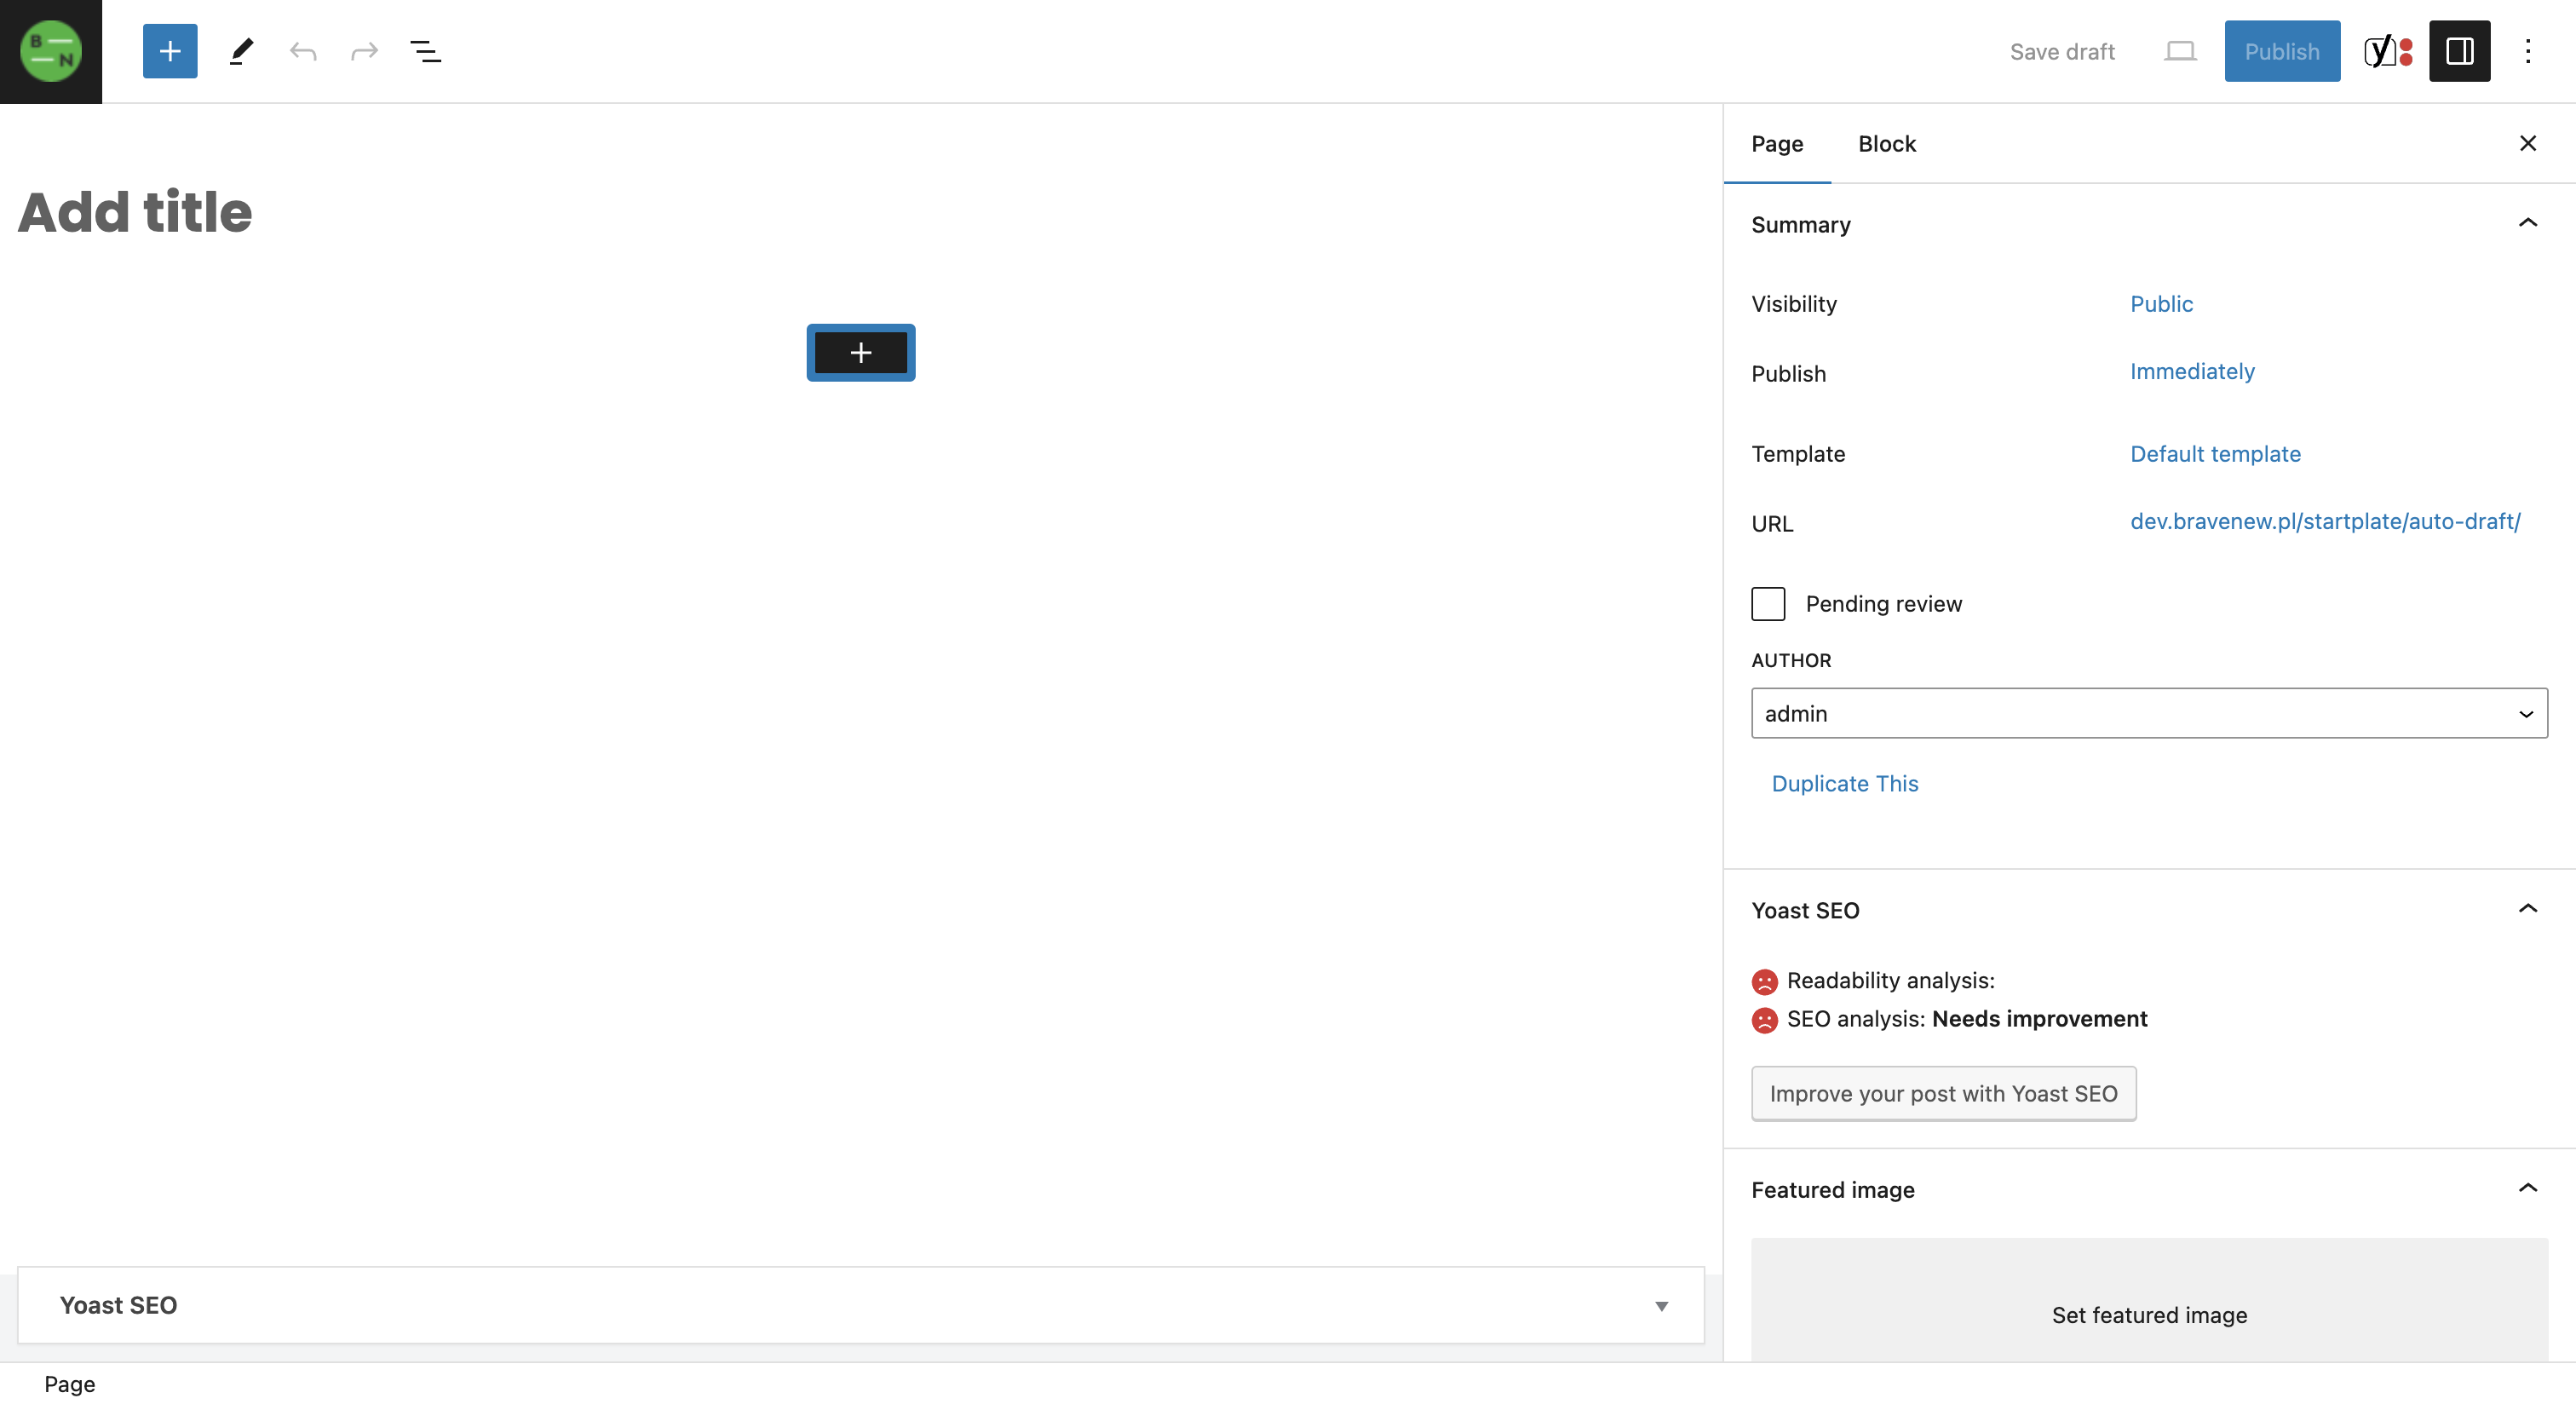 B N
Save draft
Publish
Page Block
Add title
Summary
Visibility Public
Publish Immediately
Template Default template
URL dev.bravenew.pl/startplate/auto-draft/
Pending review
AUTHOR
admin
Duplicate This
Yoast SEO
Readability analysis:
SEO analysis: Needs improvement
Improve your post with Yoast SEO
Featured image
Set featured image
Yoast SEO
Page